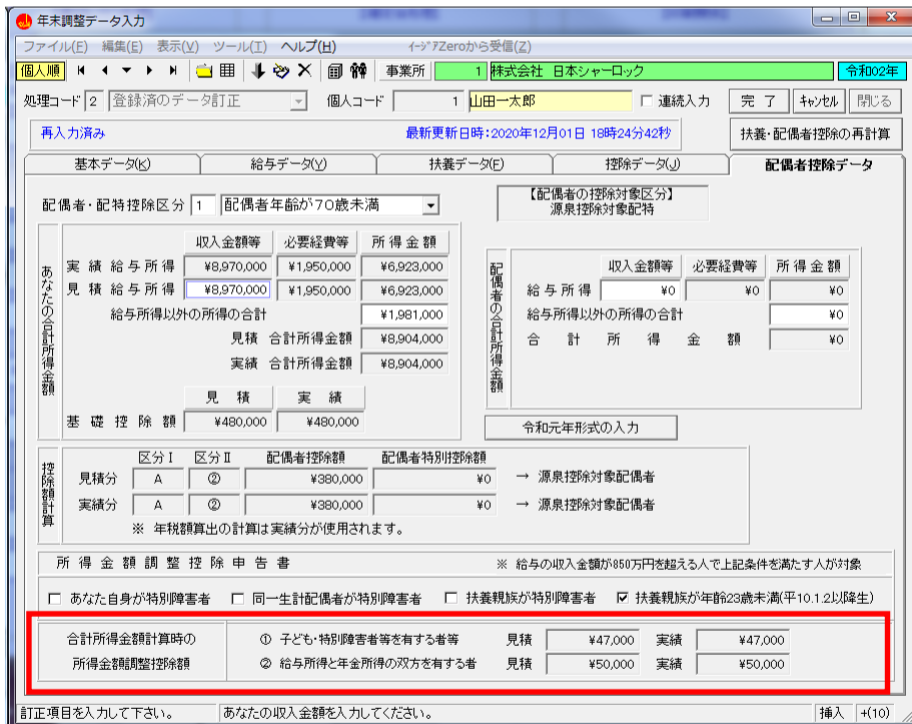 年末調整データ入力
ファイル(F) 編集(E) 表示(V) ツール(T) ヘルプ(H) ｲｰｼﾞｱZeroから受信(Z)
個人順 事業所 1 株式会社 日本シャーロック 令和02年
処理コード 2 登録済のデータ訂正 個人コード 1 山田一太郎 連続入力 完了 ｷｬﾝｾﾙ 閉じる
再入力済み 最新更新日時：2020年12月01日 18時24分42秒 扶養・配偶者控除の再計算
基本データ(K) 給与データ(Y) 扶養データ(F) 控除データ(J) 配偶者控除データ
配偶者・配特控除区分 1 配偶者年齢が70歳未満
【配偶者の控除対象区分】
源泉控除対象配特
あなたの合計所得金額
収入金額等 必要経費等 所得金額
実績給与所得 ¥8,970,000 ¥1,950,000 ¥6,923,000
見積給与所得 ¥8,970,000 ¥1,950,000 ¥6,923,000
給与所得以外の所得の合計 ¥1,981,000
見積 合計所得金額 ¥8,904,000
実績 合計所得金額 ¥8,904,000
見積 実績
基礎控除額 ¥480,000 ¥480,000
配偶者の合計所得金額
収入金額等 必要経費等 所得金額
給与所得 ¥0 ¥0 ¥0
給与所得以外の所得の合計 ¥0
合計所得金額 ¥0
令和元年形式の入力
控除額計算
区分Ⅰ 区分Ⅱ 配偶者控除額 配偶者特別控除額
見積分 A ② ¥380,000 ¥0 → 源泉控除対象配偶者
実績分 A ② ¥380,000 ¥0 → 源泉控除対象配偶者
※ 年税額算出の計算は実績分が使用されます。
所得金額調整控除申告書 ※ 給与の収入金額が850万円を超える人で上記条件を満たす人が対象
あなた自身が特別障害者 同一生計配偶者が特別障害者 扶養親族が特別障害者 扶養親族が年齢23歳未満(平10.1.2以降生)
合計所得金額計算時の ① 子ども・特別障害者等を有する者等 見積 ¥47,000 実績 ¥47,000
所得金額調整控除額 ② 給与所得と年金所得の双方を有する者 見積 ¥50,000 実績 ¥50,000
訂正項目を入力して下さい。 あなたの収入金額を入力してください。 挿入 +(10)